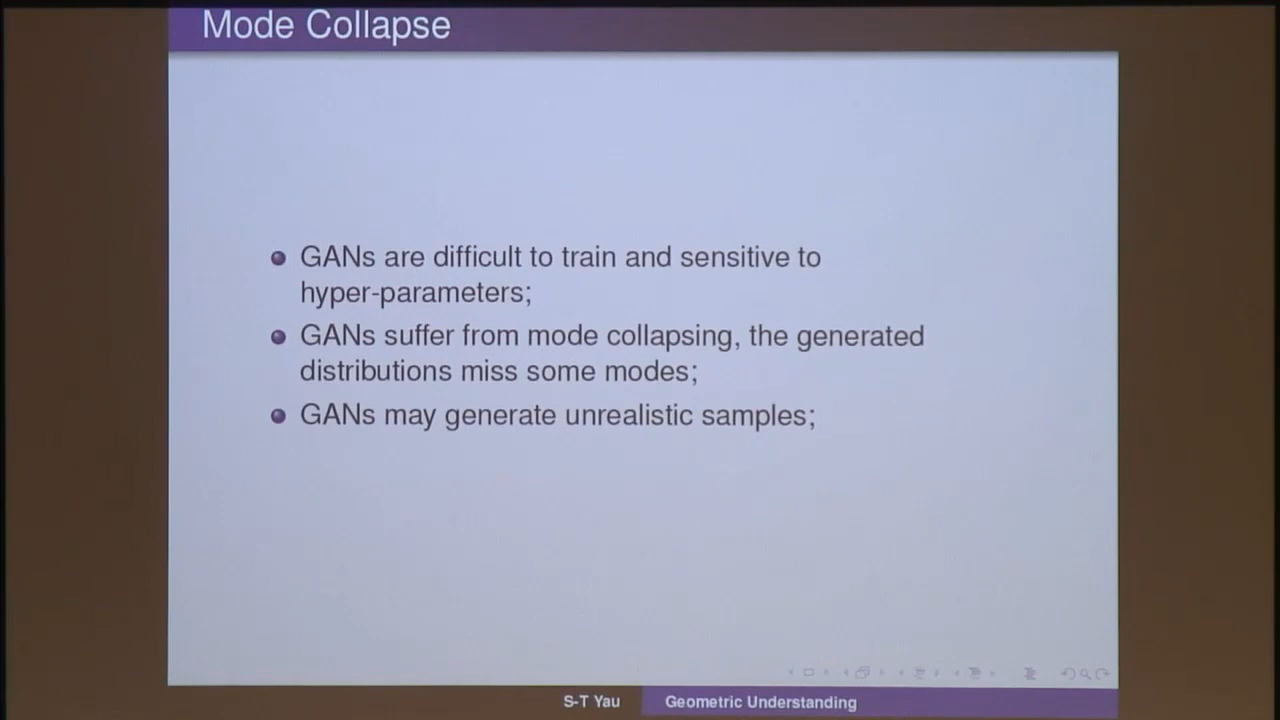 Mode Collapse
GANs are difficult to train and sensitive to
hyper-parameters;
GANs suffer from mode collapsing, the generated
distributions miss some modes;
GANs may generate unrealistic samples;
S-T Yau
Geometric Understanding